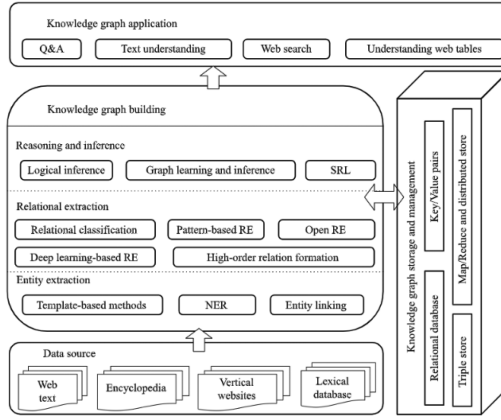 Knowledge graph application
Q&A
Text understanding
Web search
Understanding web tables
Knowledge graph building
Reasoning and inference
Logical inference
Graph learning and inference
SRL
Relational extraction
Relational classification
Pattern-based RE
Open RE
Deep learning-based RE
High-order relation formation
Entity extraction
Template-based methods
NER
Entity linking
Data source
Web
text
Encyclopedia
Vertical
websites
Lexical
database
Knowledge graph storage and management
Key/Value pairs
Map/Reduce and distributed store
Relational database
Triple store